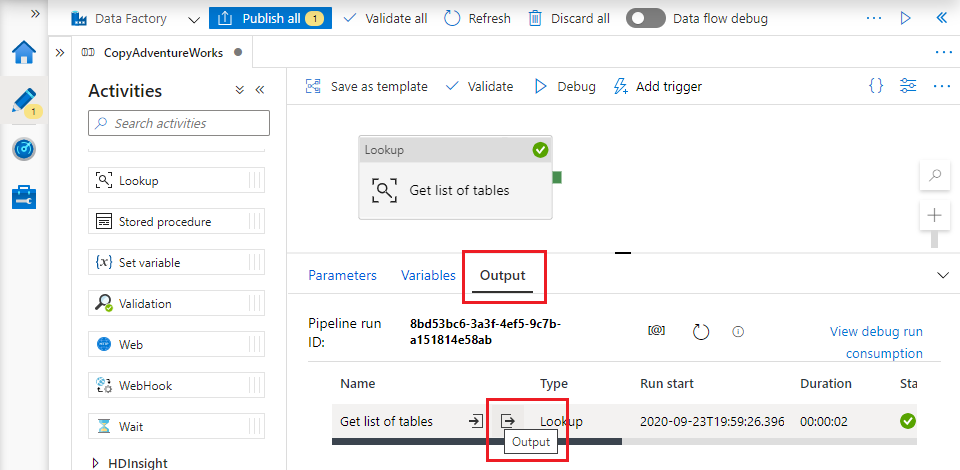 Data Factory
Publish all 1
Validate all
Refresh
Discard all
Data flow debug
CopyAdventureWorks
1
Activities
Search activities
Lookup
Stored procedure
Set variable
Validation
Web
WebHook
Wait
HDInsight
Save as template
Validate
Debug
Add trigger
Lookup
Get list of tables
Parameters
Variables
Output
Pipeline run
ID:
8bd53bc6-3a3f-4ef5-9c7b-
a151814e58ab
View debug run
consumption
Name Type Run start Duration Sta
Get list of tables Lookup 2020-09-23T19:59:26.396 00:00:02
Output